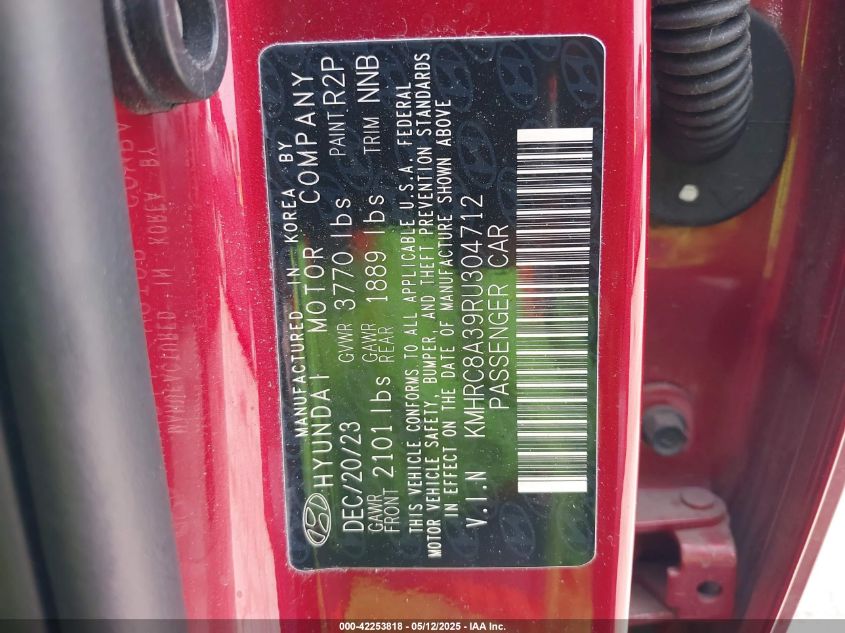 MANUFACTURED IN KOREA BY
HYUNDAI MOTOR COMPANY
DEC/20/23 GVWR 3770 lbs PAINT: R2P
GAWR FRONT 2101 lbs GAWR REAR 1889 lbs TRIM NNB
THIS VEHICLE CONFORMS TO ALL APPLICABLE U.S.A. FEDERAL
MOTOR VEHICLE SAFETY, BUMPER AND THEFT PREVENTION STANDARDS
IN EFFECT ON THE DATE OF MANUFACTURE SHOWN ABOVE
V.I.N KMHRC8A39RU304712
PASSENGER CAR
000-42253818 - 05/12/2025 - IAA Inc.